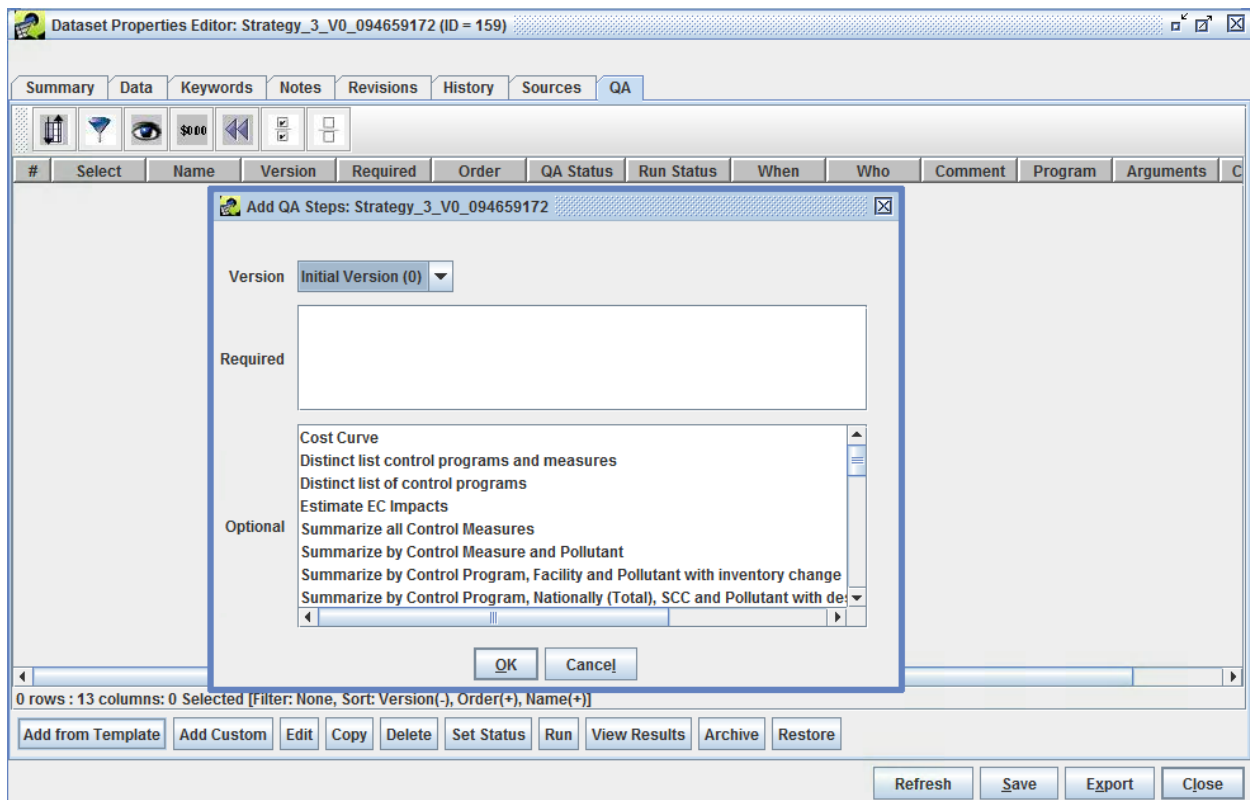 Dataset Properties Editor: Strategy_3_V0_094659172 (ID = 159)
Summary Data Keywords Notes Revisions History Sources QA
$0.00
# Select Name Version Required Order QA Status Run Status When Who Comment Program Arguments C
Add QA Steps: Strategy_3_V0_094659172
Version Initial Version (0)
Required
Optional
Cost Curve
Distinct list control programs and measures
Distinct list of control programs
Estimate EC Impacts
Summarize all Control Measures
Summarize by Control Measure and Pollutant
Summarize by Control Program, Facility and Pollutant with inventory change
Summarize by Control Program, Nationally (Total), SCC and Pollutant with de
OK Cancel
0 rows : 13 columns: 0 Selected [Filter: None, Sort: Version(-), Order(+), Name(+)]
Add from Template Add Custom Edit Copy Delete Set Status Run View Results Archive Restore
Refresh Save Export Close